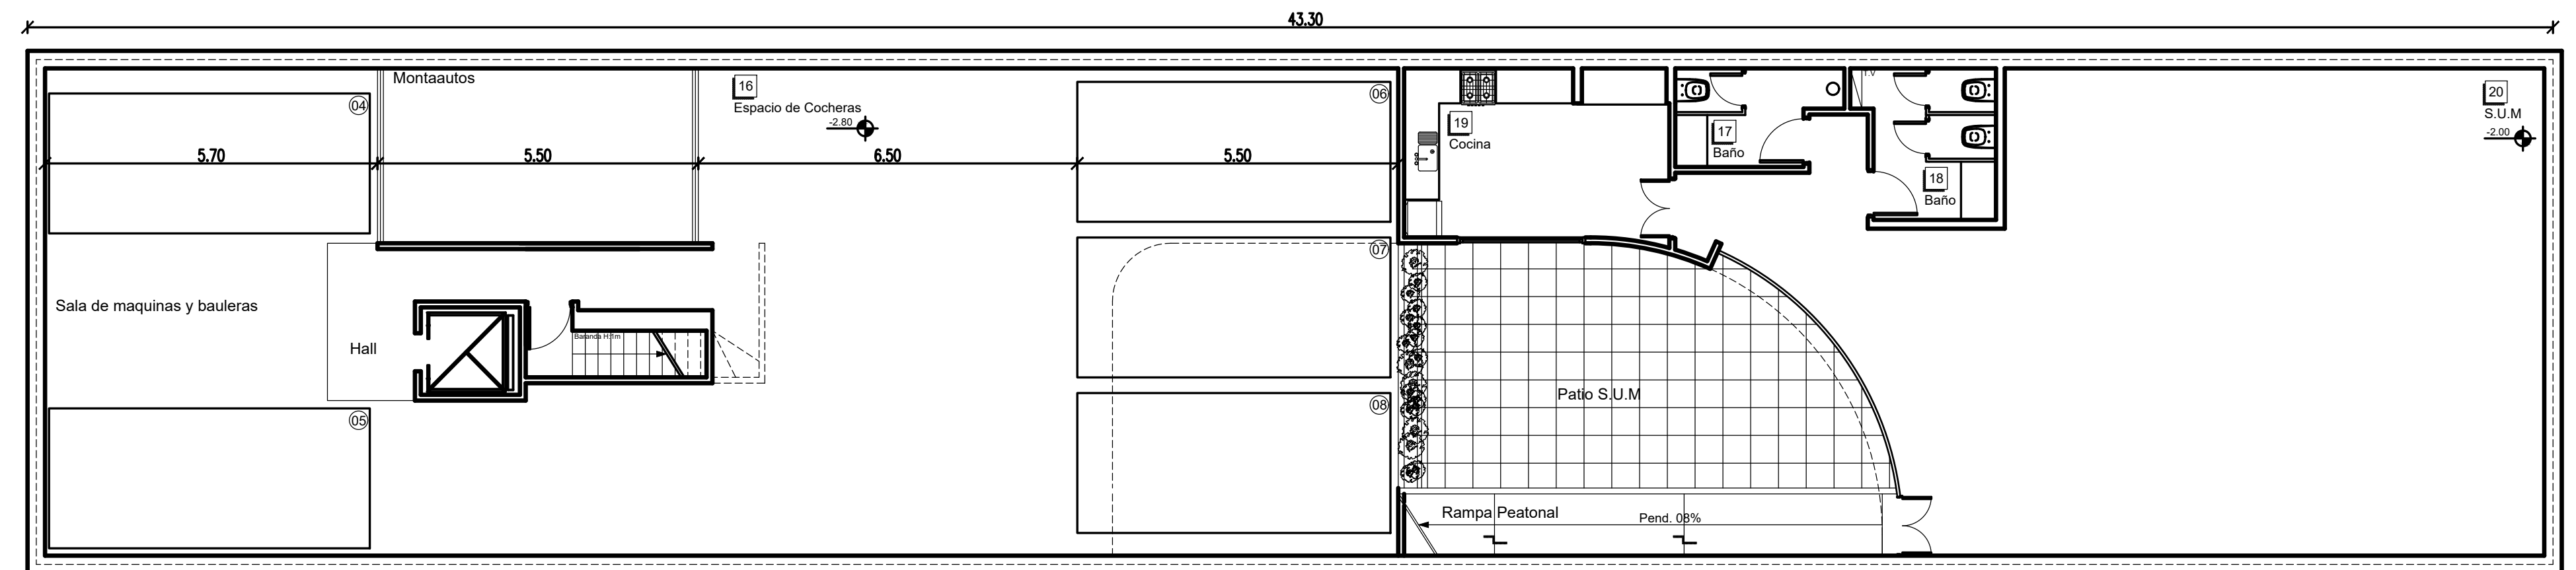 43.30
Montaautos
16
Espacio de Cocheras
-2.80
04
06
19
Cocina
17
Baño
T.V
20
S.U.M
-2.00
5.70
5.50
6.50
5.50
18
Baño
07
Sala de maquinas y bauleras
Hall
Baranda H:1m
05
08
Patio S.U.M
Rampa Peatonal
Pend. 08%